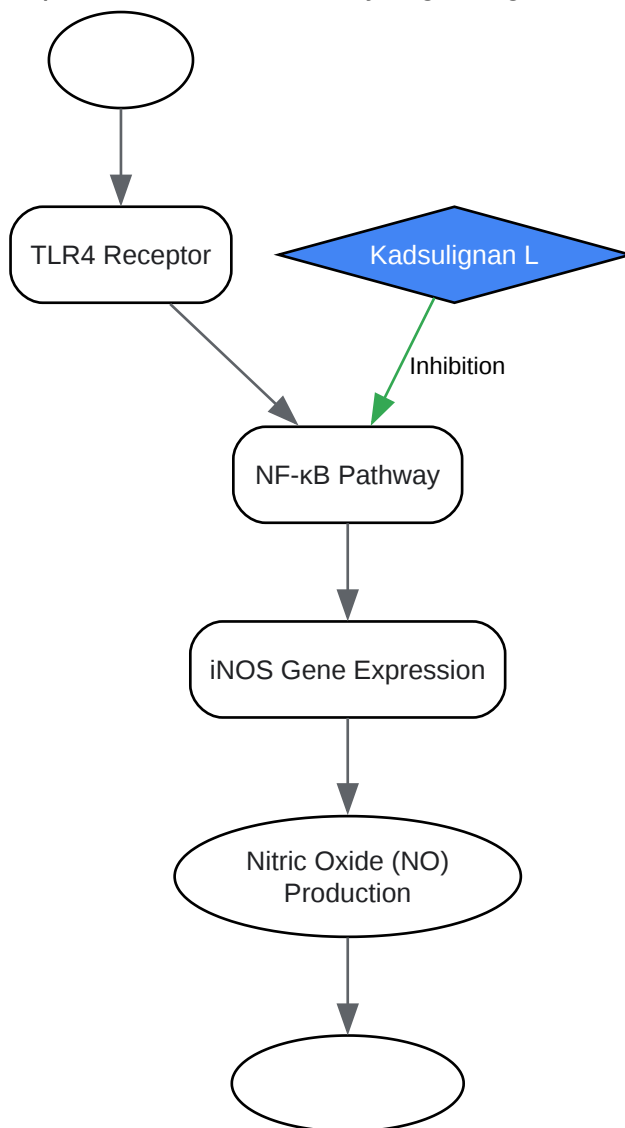 TLR4 Receptor
Kadsulignan L
Inhibition
NF-κB Pathway
iNOS Gene Expression
Nitric Oxide (NO)
Production